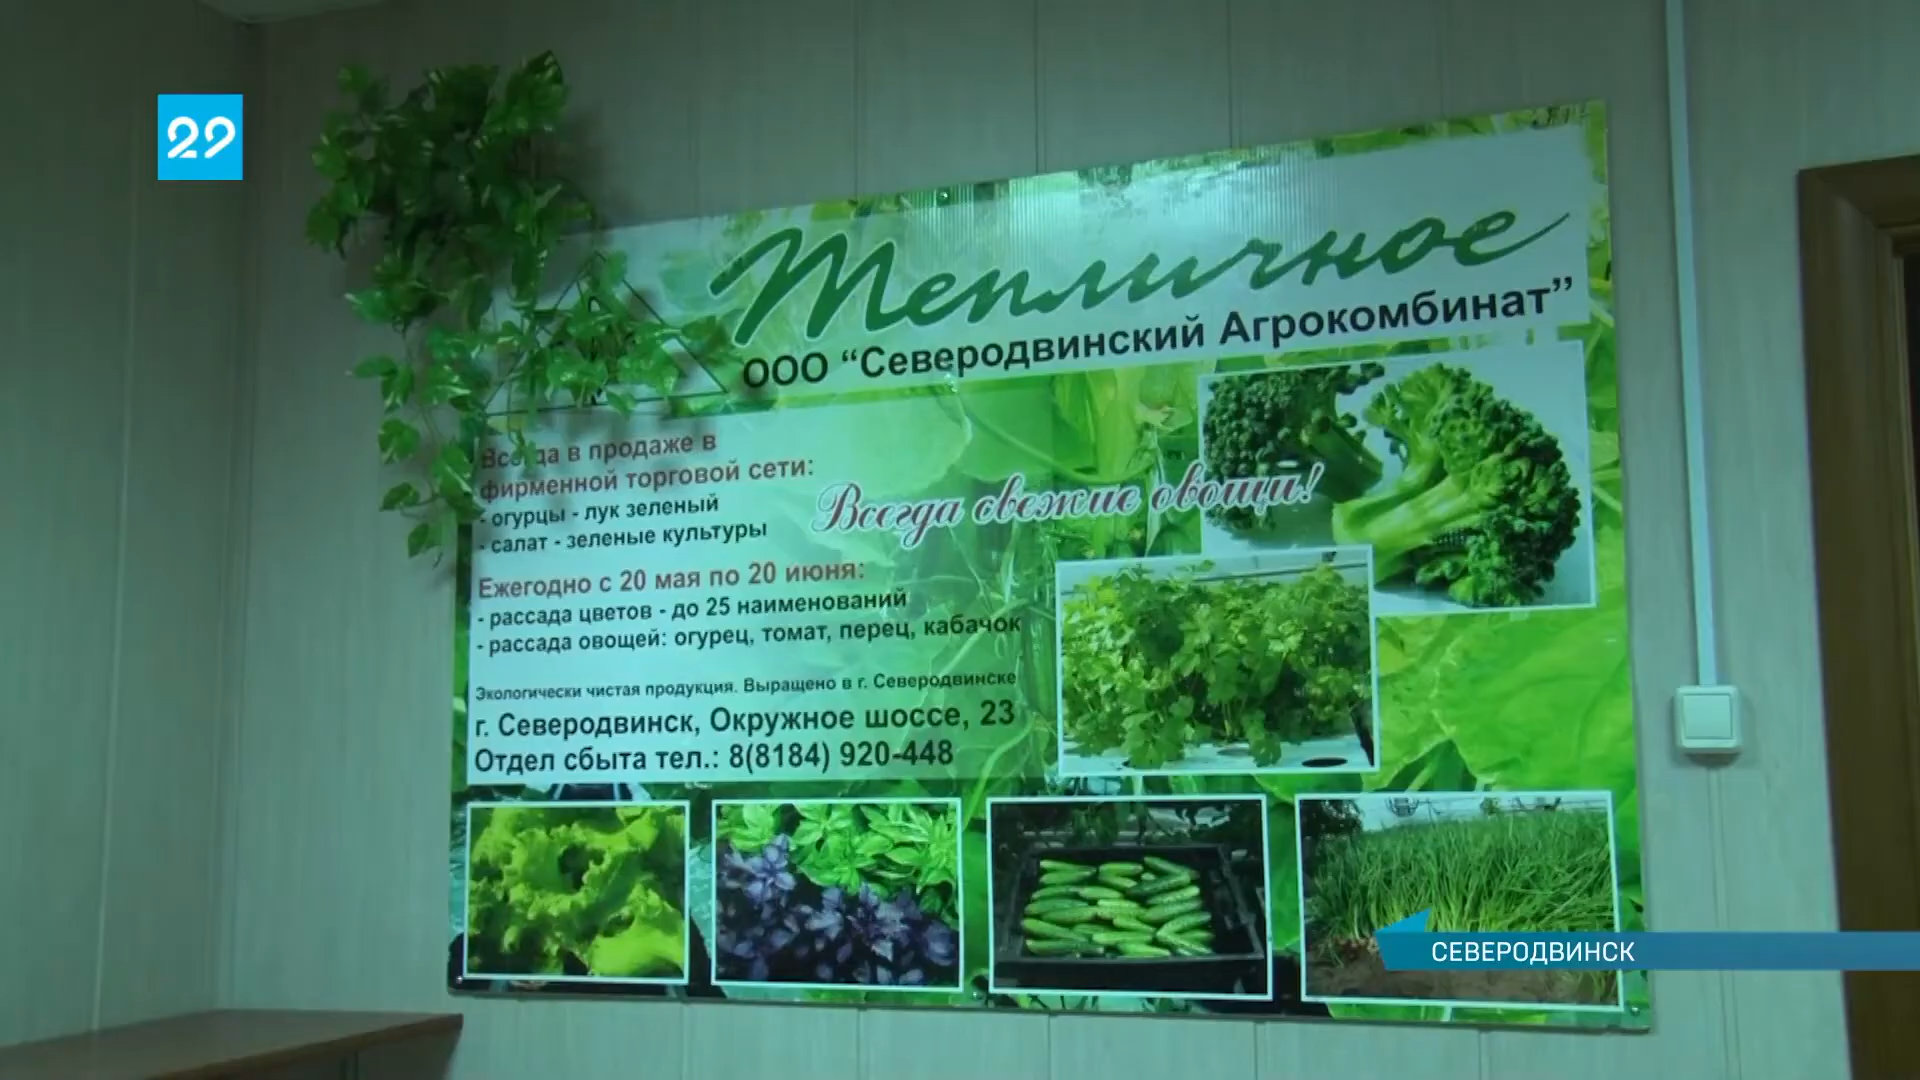 29
Тепличное
ООО “Северодвинский Агрокомбинат”
Всегда в продаже в
фирменной торговой сети:
- огурцы - лук зеленый
- салат - зеленые культуры
Всегда свежие овощи!
Ежегодно с 20 мая по 20 июня:
- рассада цветов - до 25 наименований
- рассада овощей: огурец, томат, перец, кабачок
Экологически чистая продукция. Выращено в г. Северодвинске
г. Северодвинск, Окружное шоссе, 23
Отдел сбыта тел.: 8(8184) 920-448
СЕВЕРОДВИНСК